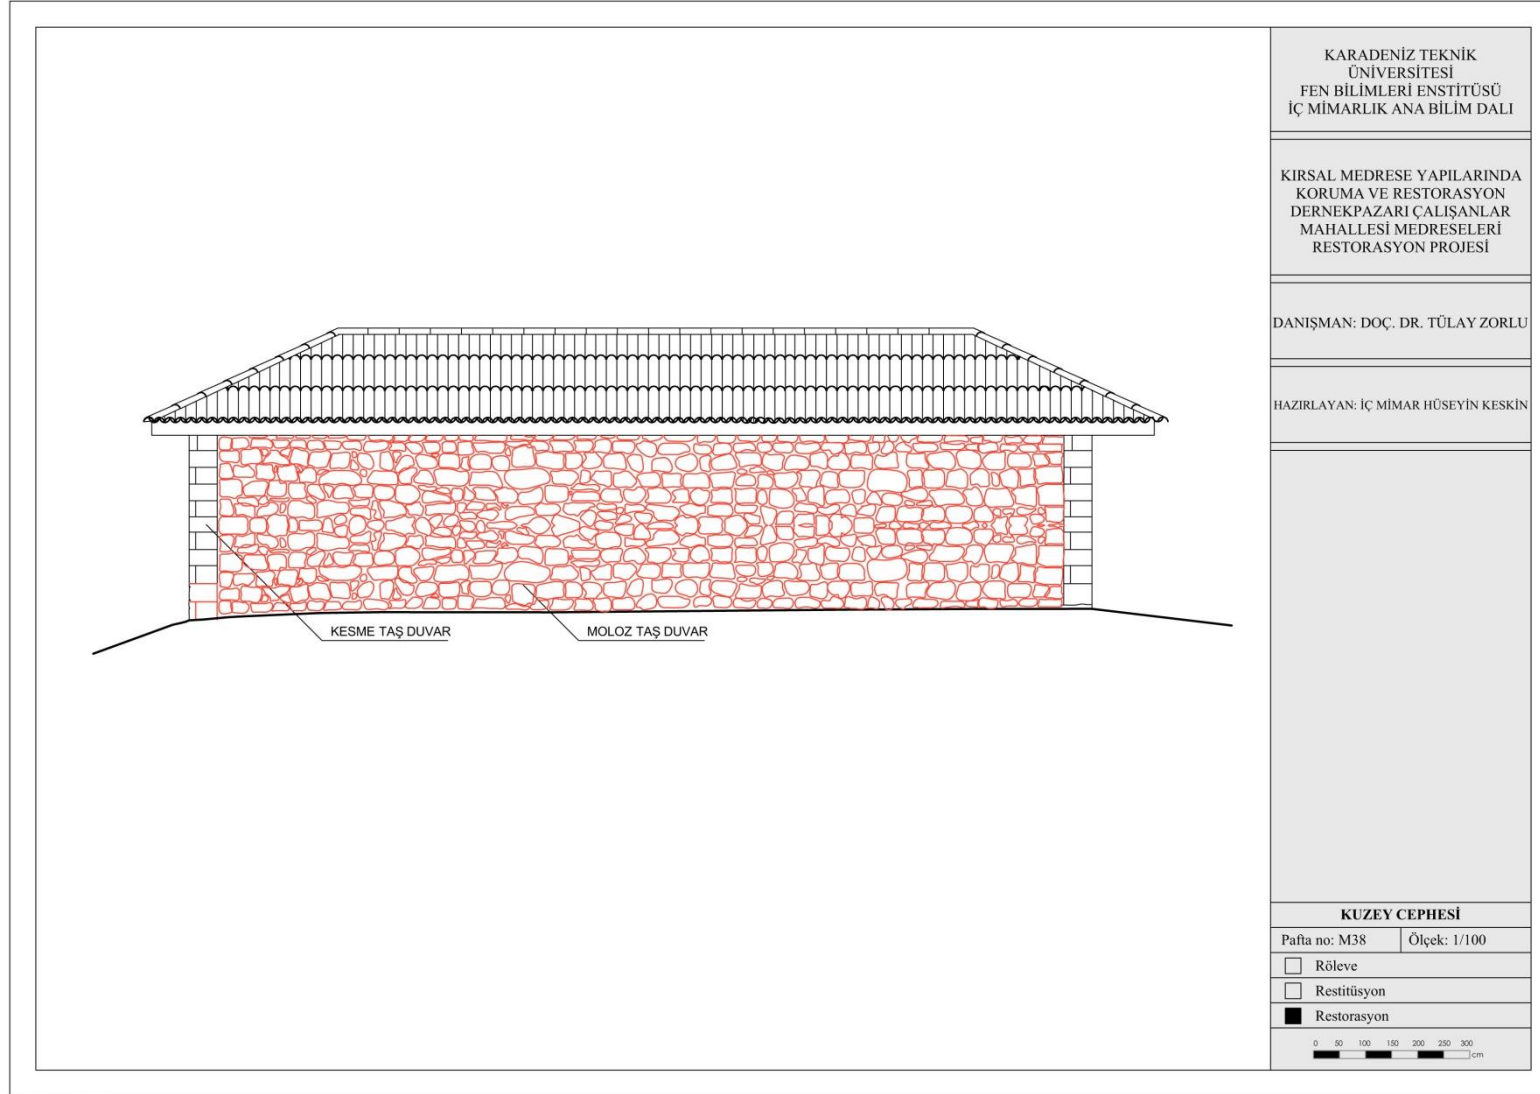 KARADENİZ TEKNİK
ÜNİVERSİTESİ
FEN BİLİMLERİ ENSTİTÜSÜ
İÇ MİMARLIK ANA BİLİM DALI
KIRSAL MEDRESE YAPILARINDA
KORUMA VE RESTORASYON
DERNEKPAZARI ÇALIŞANLAR
MAHALLESİ MEDRESELERİ
RESTORASYON PROJESİ
DANIŞMAN: DOÇ. DR. TÜLAY ZORLU
HAZIRLAYAN: İÇ MİMAR HÜSEYİN KESKİN
KESME TAŞ DUVAR
MOLOZ TAŞ DUVAR
KUZEY CEPHESİ
Pafta no: M38 Ölçek: 1/100
Röleve
Restitüsyon
Restorasyon
0 50 100 150 200 250 300
cm